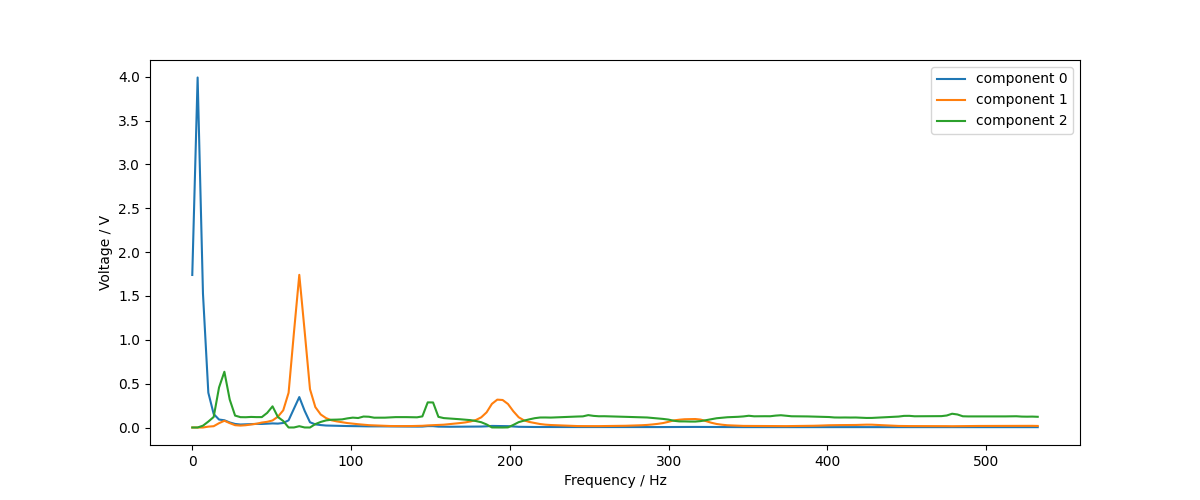 component 0
component 1
component 2
4.0
3.5
3.0
2.5
2.0
1.5
1.0
0.5
0.0
Voltage / V
0 100 200 300 400 500
Frequency / Hz